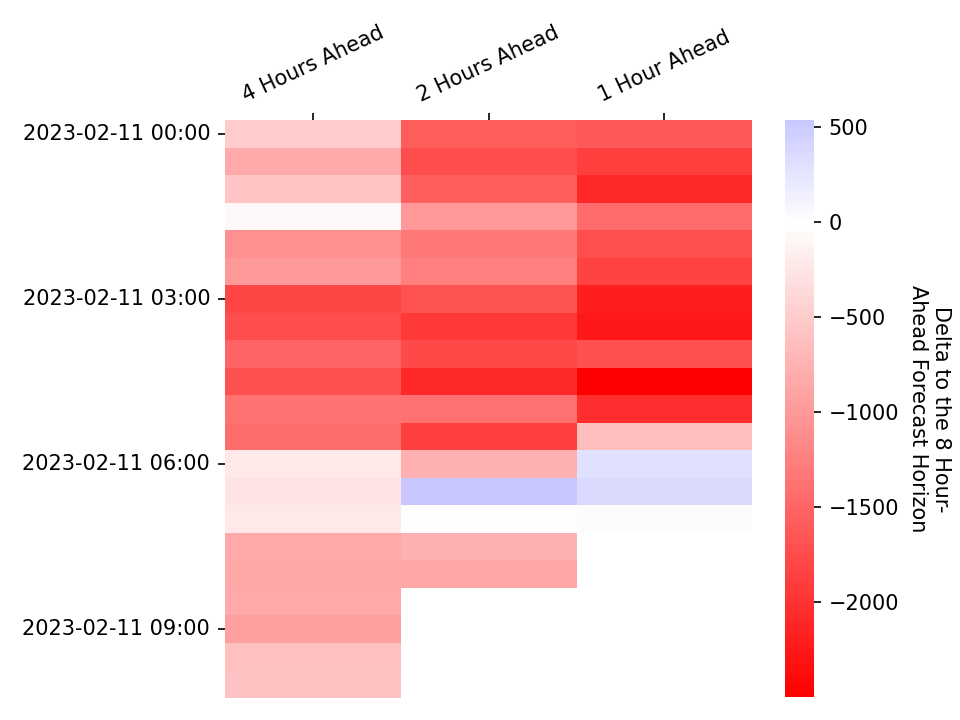 4 Hours Ahead
2 Hours Ahead
1 Hour Ahead
2023-02-11 00:00
2023-02-11 03:00
2023-02-11 06:00
2023-02-11 09:00
500
0
−500
−1000
−1500
−2000
Delta to the 8 Hour-
Ahead Forecast Horizon